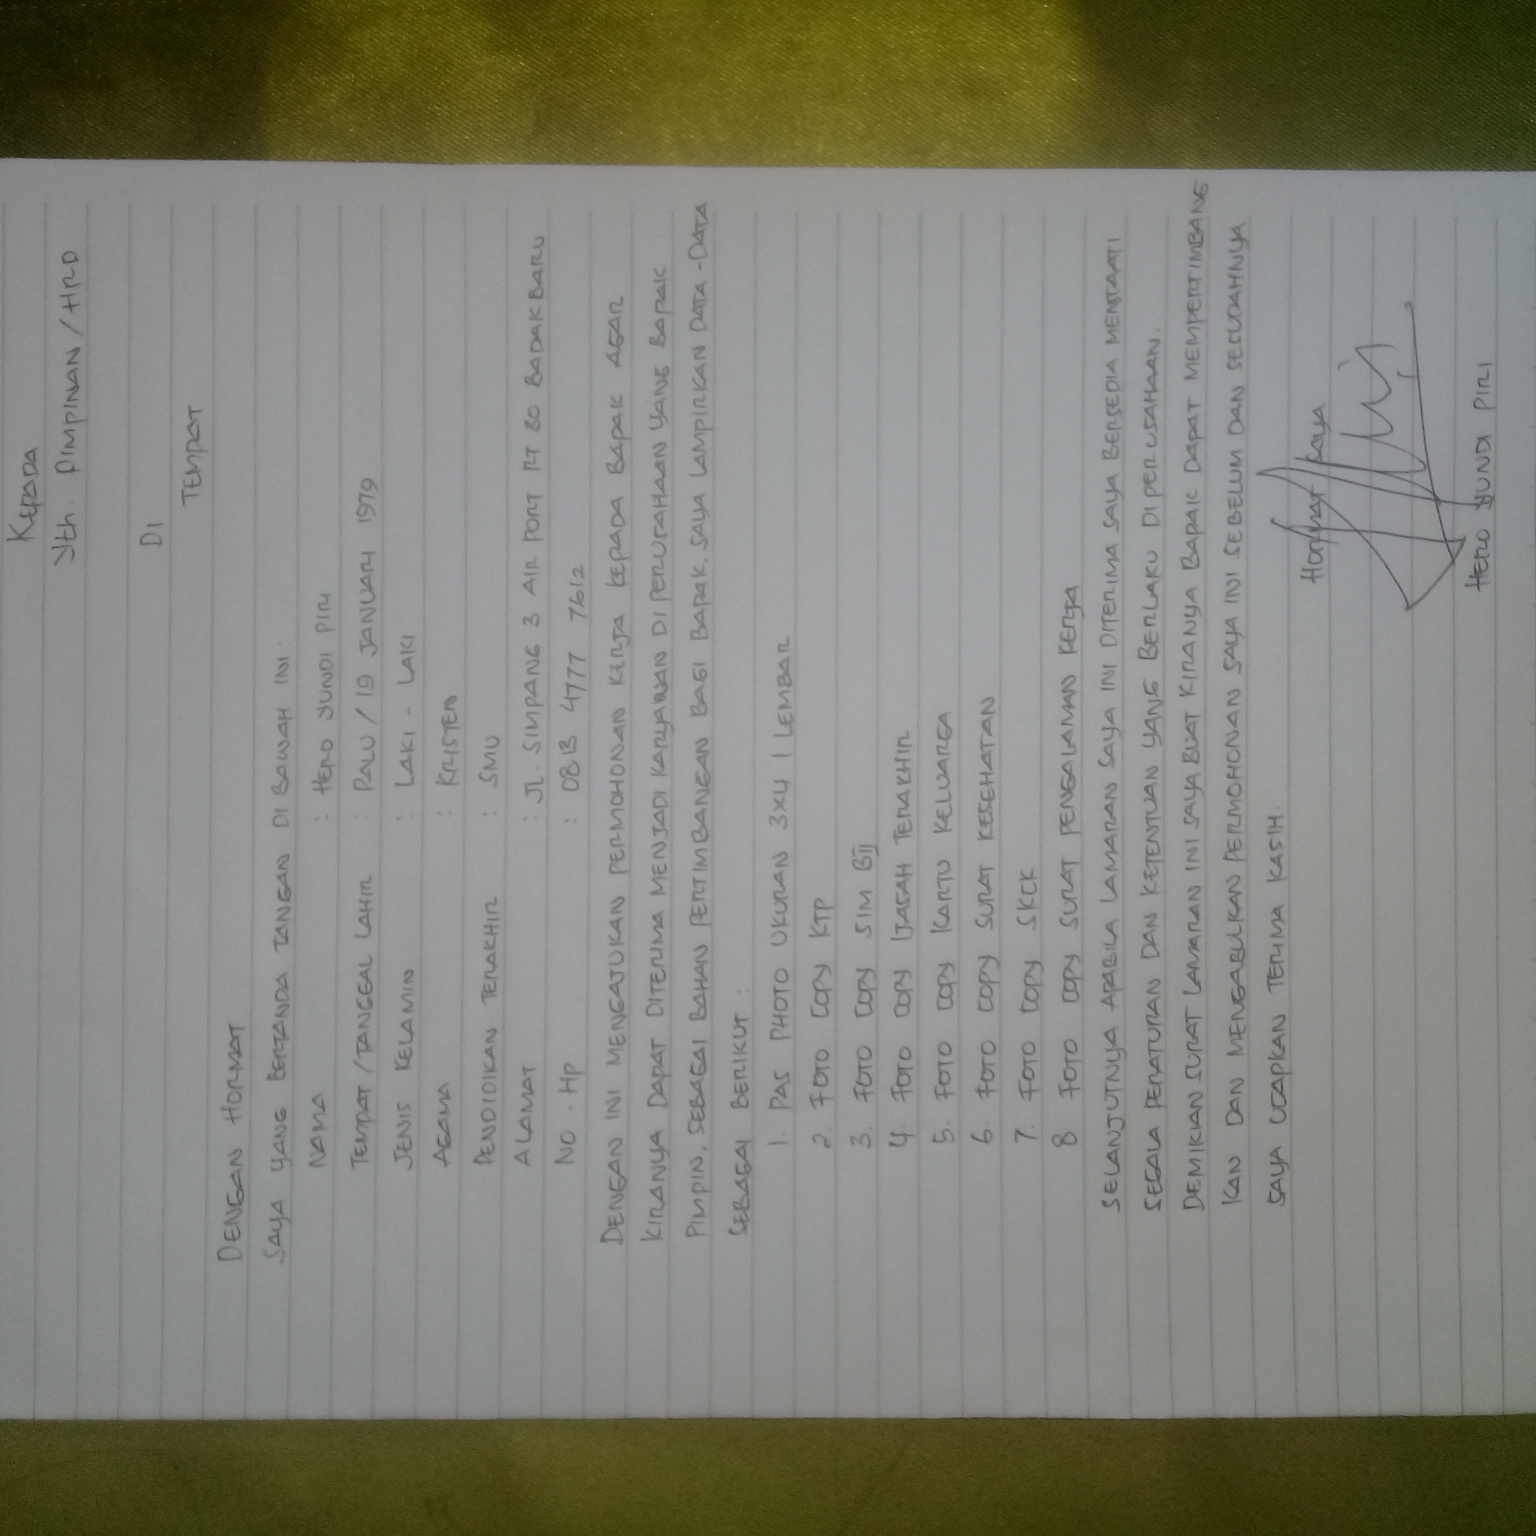 KEPADA
Yth. PIMPINAN / HRD
DI
TEMPAT
DENGAN HORMAT
SAYA YANG BERTANDA TANGAN DI BAWAH INI :
NAMA : HERO YUNDI PIRI
TEMPAT / TANGGAL LAHIR : PALU / 19 JANUARI 1979
JENIS KELAMIN : LAKI - LAKI
AGAMA : KRISTEN
PENDIDIKAN TERAKHIR : SMU
ALAMAT : JL. SIMPANG 3 AIR PORT RT 30 BADAK BARU
NO . Hp : 0813 4777 7612
DENGAN INI MENGAJUKAN PERMOHONAN KERJA KEPADA BAPAK AGAR
KIRANYA DAPAT DITERIMA MENJADI KARYAWAN DI PERUSAHAAN YANG BAPAK
PIMPIN, SEBAGAI BAHAN PERTIMBANGAN BAGI BAPAK, SAYA LAMPIRKAN DATA - DATA
SEBAGAI BERIKUT :
1. PAS PHOTO UKURAN 3X4 1 LEMBAR
2. FOTO COPY KTP
3. FOTO COPY SIM BII
4 FOTO COPY IJASAH TERAKHIR
5. FOTO COPY KARTU KELUARGA
6. FOTO COPY SURAT KESEHATAN
7. FOTO COPY SKCK
8 FOTO COPY SURAT PENGALAMAN KERJA
SELANJUTNYA APABILA LAMARAN SAYA INI DITERIMA SAYA BERSEDIA MENTAATI
SEGALA PERATURAN DAN KETENTUAN YANG BERLAKU DI PERUSAHAAN.
DEMIKIAN SURAT LAMARAN INI SAYA BUAT KIRANYA BAPAK DAPAT MEMPERTIMBANG
KAN DAN MENGABULKAN PERMOHONAN SAYA INI SEBELUM DAN SESUDAHNYA
SAYA UCAPKAN TERIMA KASIH.
Hormat Saya
HERO YUNDI PIRI